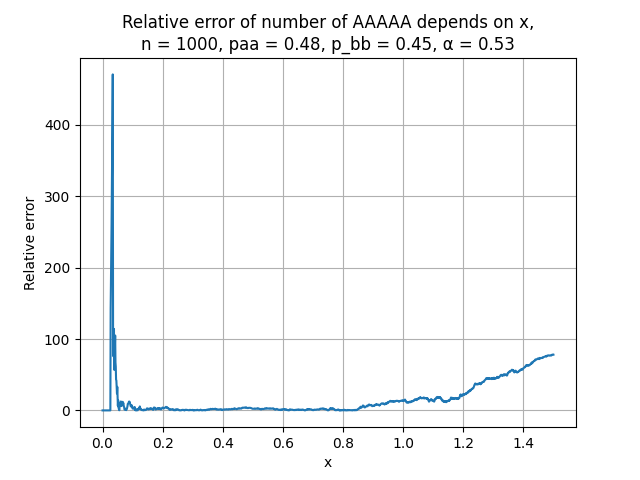 Relative error of number of AAAAA depends on x,
n = 1000, paa = 0.48, p_bb = 0.45, α = 0.53
400
300
200
100
0
Relative error
0.0 0.2 0.4 0.6 0.8 1.0 1.2 1.4
x